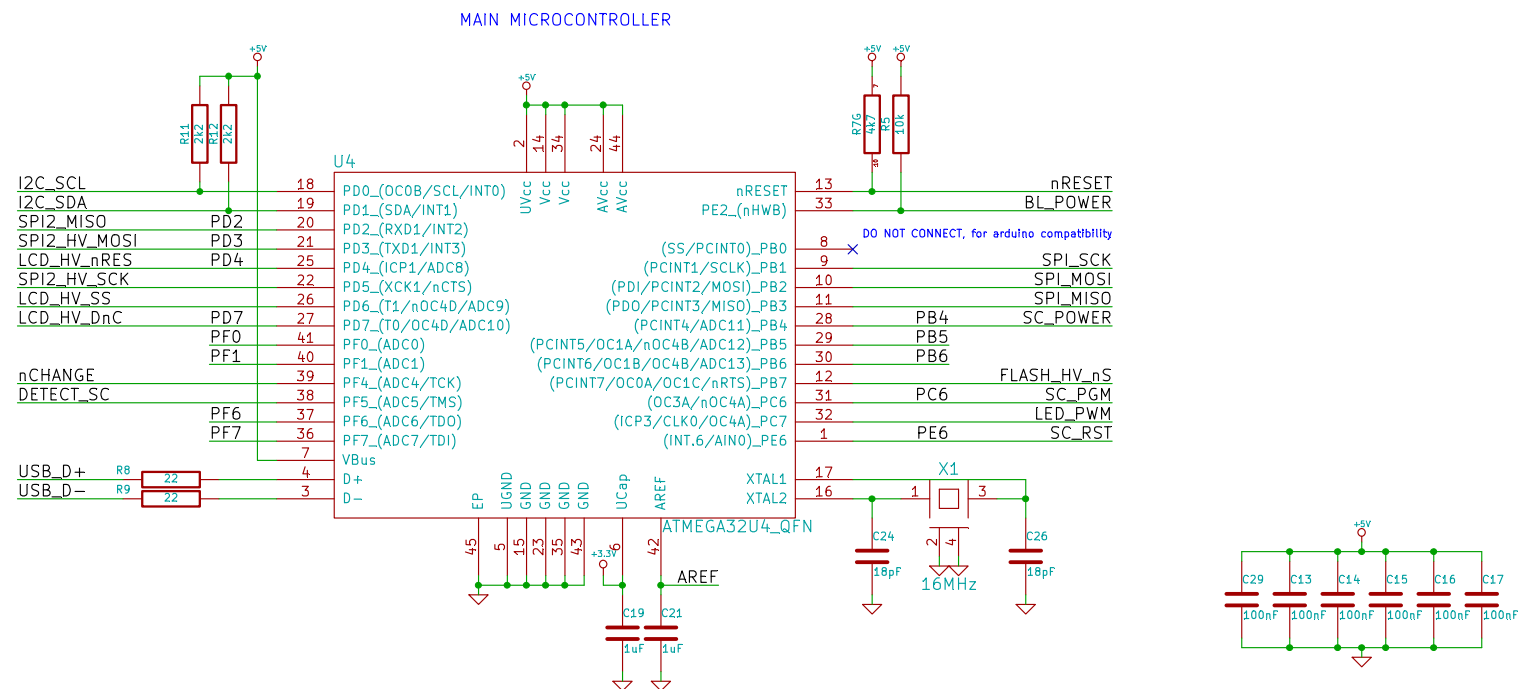 MAIN MICROCONTROLLER
+5V
+5V
+5V
+5V
R11
2k2
R12
2k2
R7G
4k7
7
10
R5
10k
2
14
34
24
44
U4
UVcc
Vcc
Vcc
AVcc
AVcc
I2C_SCL 18 PD0_(OC0B/SCL/INT0)
I2C_SDA 19 PD1_(SDA/INT1)
SPI2_MISO PD2 20 PD2_(RXD1/INT2)
SPI2_HV_MOSI PD3 21 PD3_(TXD1/INT3)
LCD_HV_nRES PD4 25 PD4_(ICP1/ADC8)
SPI2_HV_SCK 22 PD5_(XCK1/nCTS)
LCD_HV_SS 26 PD6_(T1/nOC4D/ADC9)
LCD_HV_DnC PD7 27 PD7_(T0/OC4D/ADC10)
PF0 41 PF0_(ADC0)
PF1 40 PF1_(ADC1)
nCHANGE 39 PF4_(ADC4/TCK)
DETECT_SC 38 PF5_(ADC5/TMS)
PF6 37 PF6_(ADC6/TDO)
PF7 36 PF7_(ADC7/TDI)
7 VBus
USB_D+ R8 22 4 D+
USB_D- R9 22 3 D-
nRESET 13 nRESET
PE2_(nHWB) 33 BL_POWER
DO NOT CONNECT, for arduino compatibility
(SS/PCINT0)_PB0 8
(PCINT1/SCLK)_PB1 9 SPI_SCK
(PDI/PCINT2/MOSI)_PB2 10 SPI_MOSI
(PDO/PCINT3/MISO)_PB3 11 SPI_MISO
(PCINT4/ADC11)_PB4 28 PB4 SC_POWER
(PCINT5/OC1A/nOC4B/ADC12)_PB5 29 PB5
(PCINT6/OC1B/OC4B/ADC13)_PB6 30 PB6
(PCINT7/OC0A/OC1C/nRTS)_PB7 12 FLASH_HV_nS
(OC3A/nOC4A)_PC6 31 PC6 SC_PGM
(iCP3/CLK0/OC4A)_PC7 32 LED_PWM
(INT.6/AIN0)_PE6 1 PE6 SC_RST
XTAL1 17
XTAL2 16
X1
1
3
2
4
16MHz
C24
18pF
C26
18pF
EP
UGND
GND
GND
GND
GND
UCap
AREF
ATMEGA32U4_QFN
45
5
15
23
35
43
6
42
+3.3V
AREF
C19
1uF
C21
1uF
+5V
C29
100nF
C13
100nF
C14
100nF
C15
100nF
C16
100nF
C17
100nF